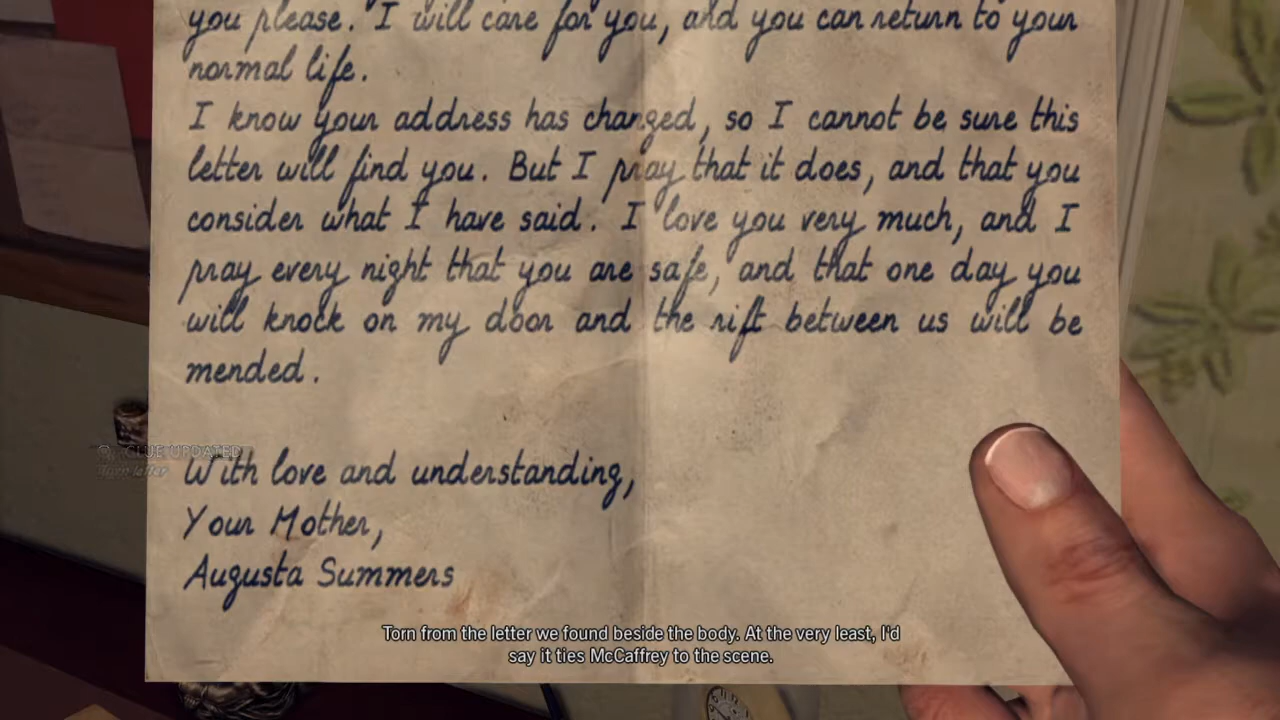 you please. I will care for you, and you can return to your
normal life.
I know your address has changed, so I cannot be sure this
letter will find you. But I pray that it does, and that you
consider what I have said. I love you very much, and I
pray every night that you are safe, and that one day you
will knock on my door and the rift between us will be
mended.
CLUE UPDATED
Torn letter
With love and understanding,
Your Mother,
Augusta Summers
Torn from the letter we found beside the body. At the very least, I'd
say it ties McCaffrey to the scene.